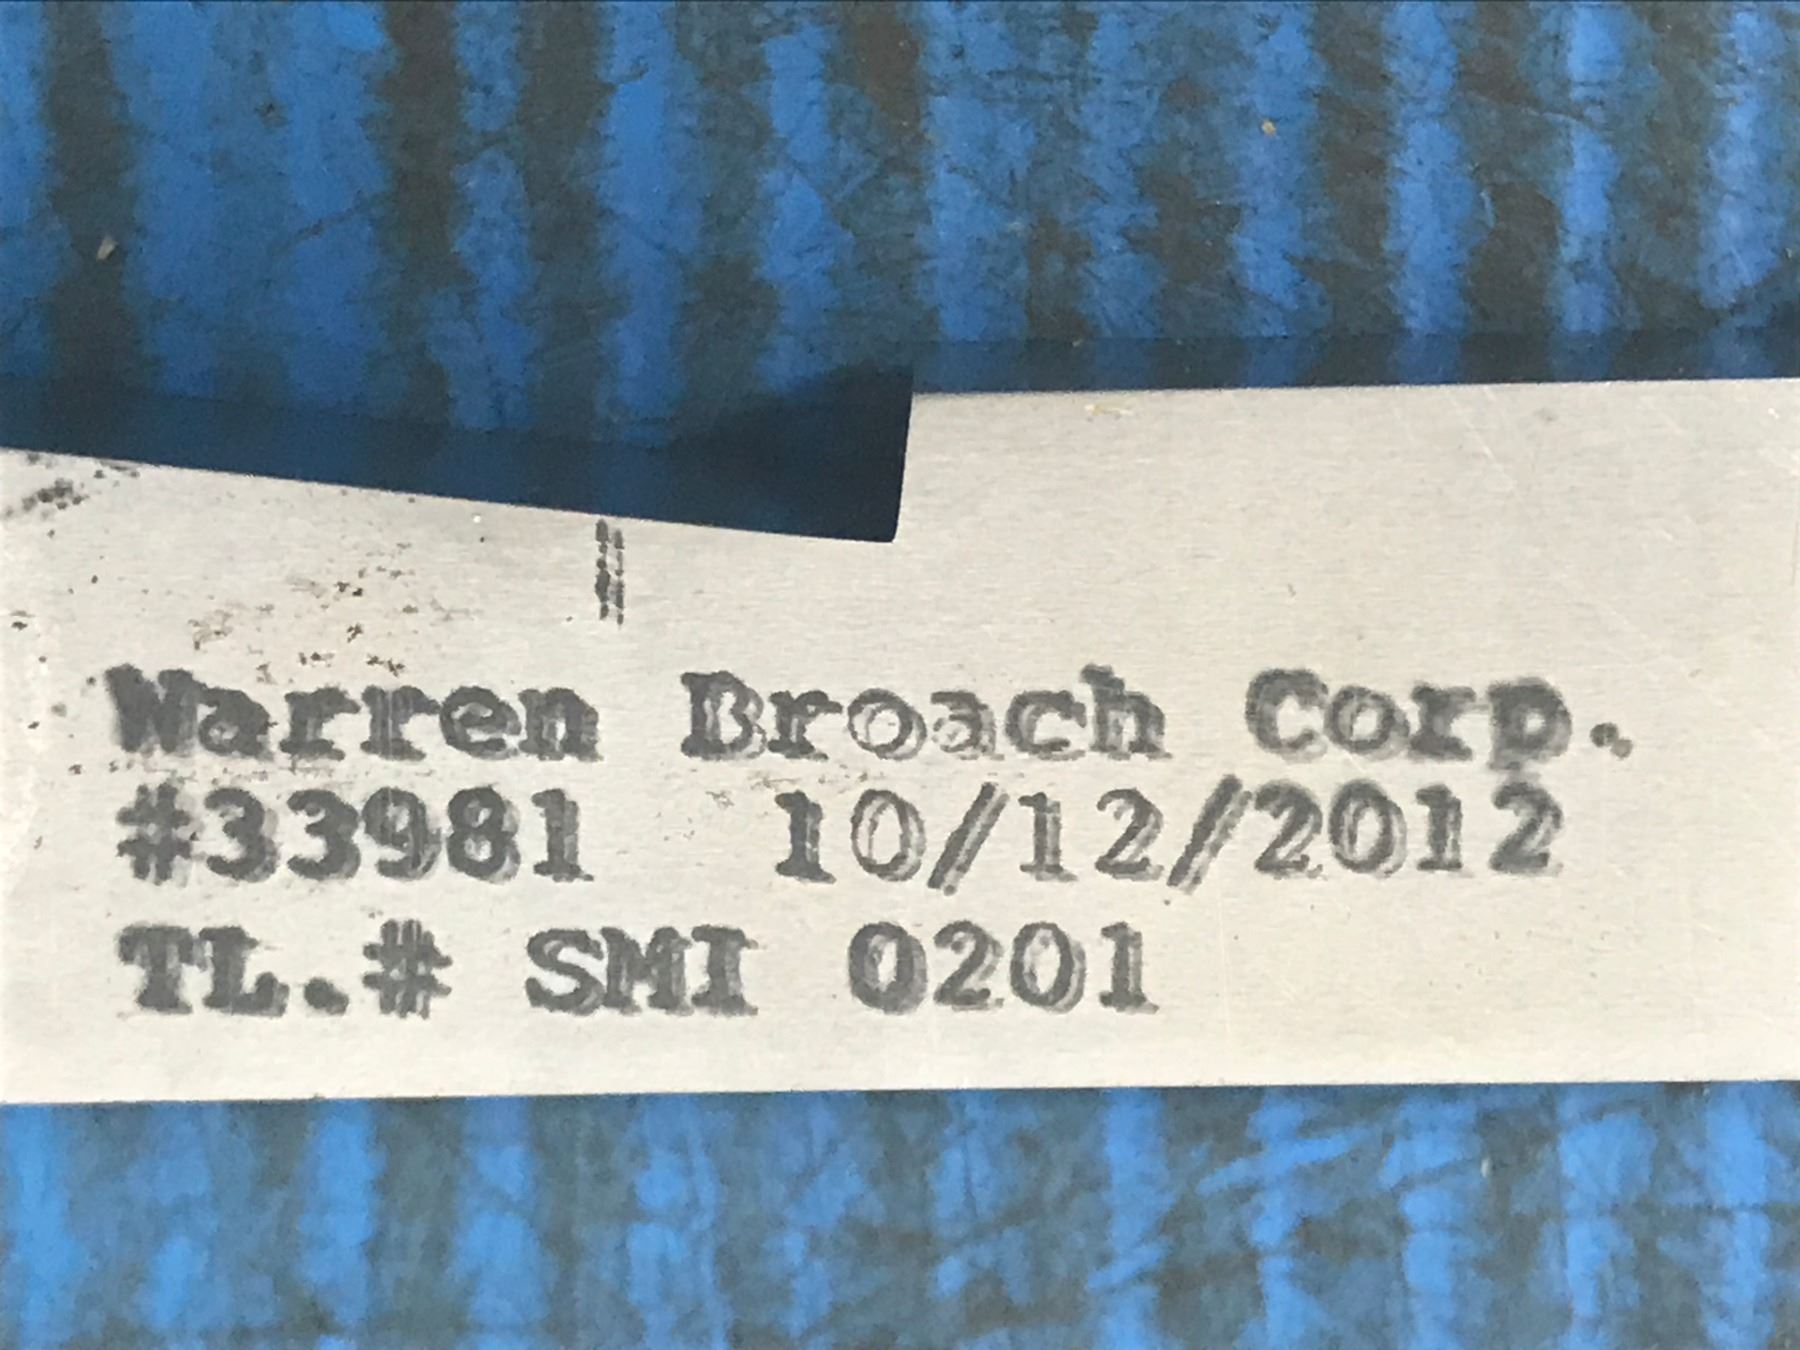 Warren Broach Corp.
#33981 10/12/2012
TL.# SMI 0201